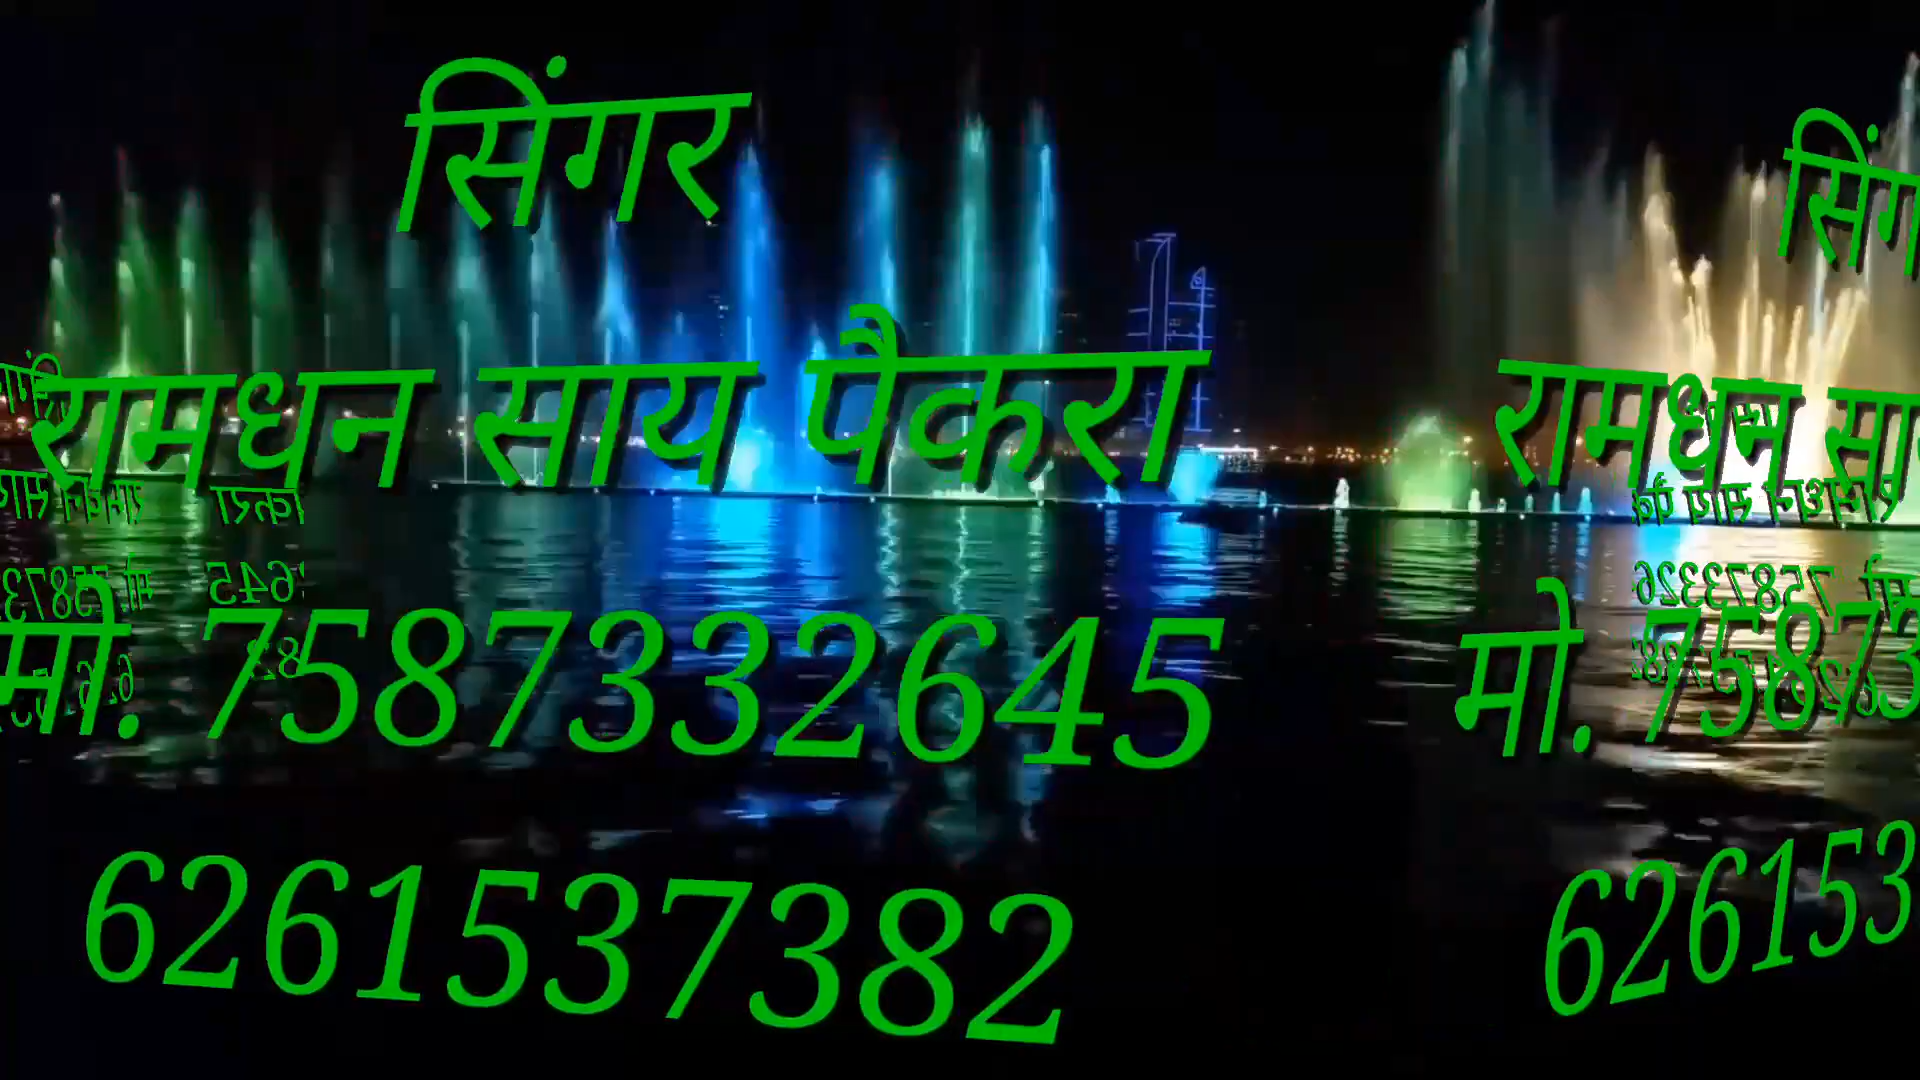 सिंगर
रामधन साय पैकरा
मो. 7587332645
6261537382
सिंग
रामधन सा
मो. 75873
626153